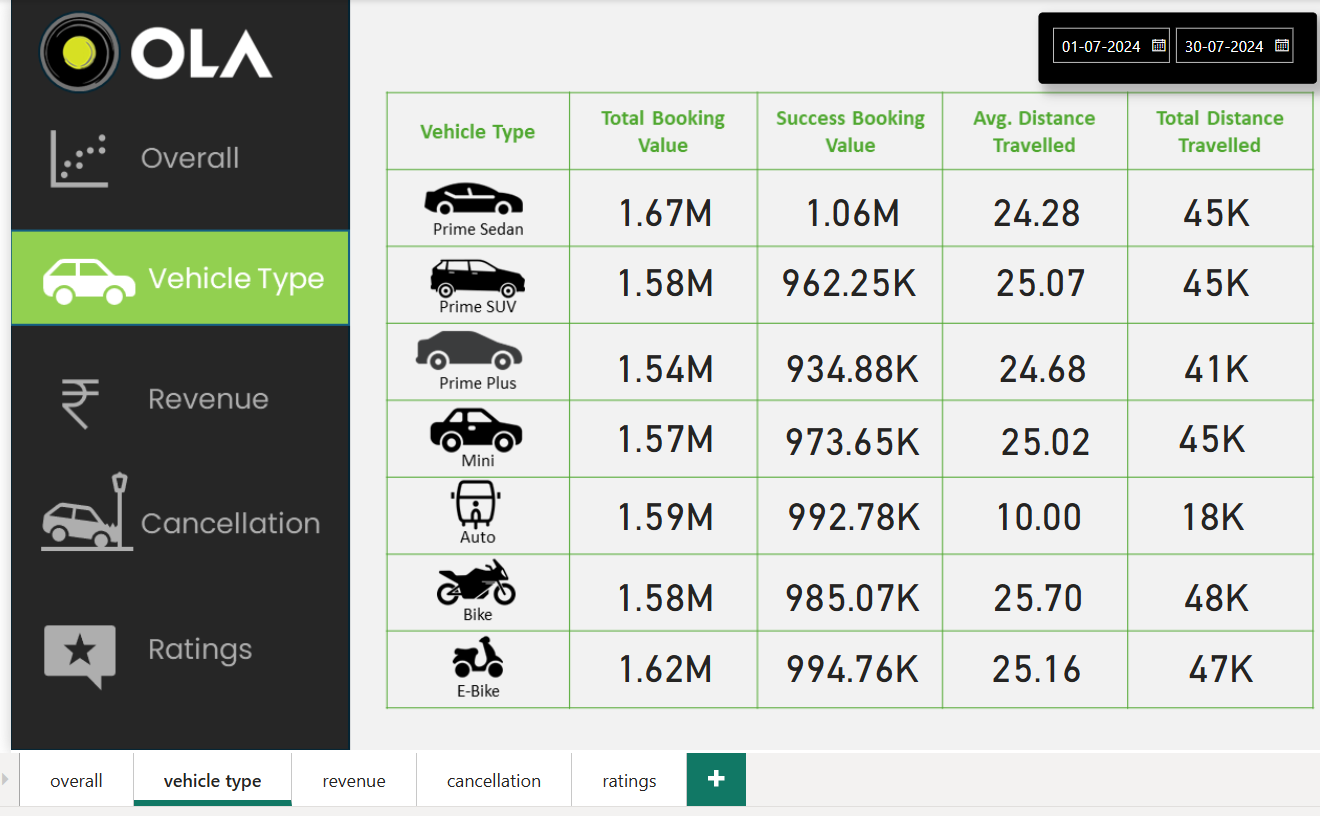 OLA
01-07-2024 30-07-2024
Overall
Vehicle Type
Revenue
Cancellation
Ratings
Vehicle Type Total Booking Value Success Booking Value Avg. Distance Travelled Total Distance Travelled
Prime Sedan 1.67M 1.06M 24.28 45K
Prime SUV 1.58M 962.25K 25.07 45K
Prime Plus 1.54M 934.88K 24.68 41K
Mini 1.57M 973.65K 25.02 45K
Auto 1.59M 992.78K 10.00 18K
Bike 1.58M 985.07K 25.70 48K
E-Bike 1.62M 994.76K 25.16 47K
overall vehicle type revenue cancellation ratings +